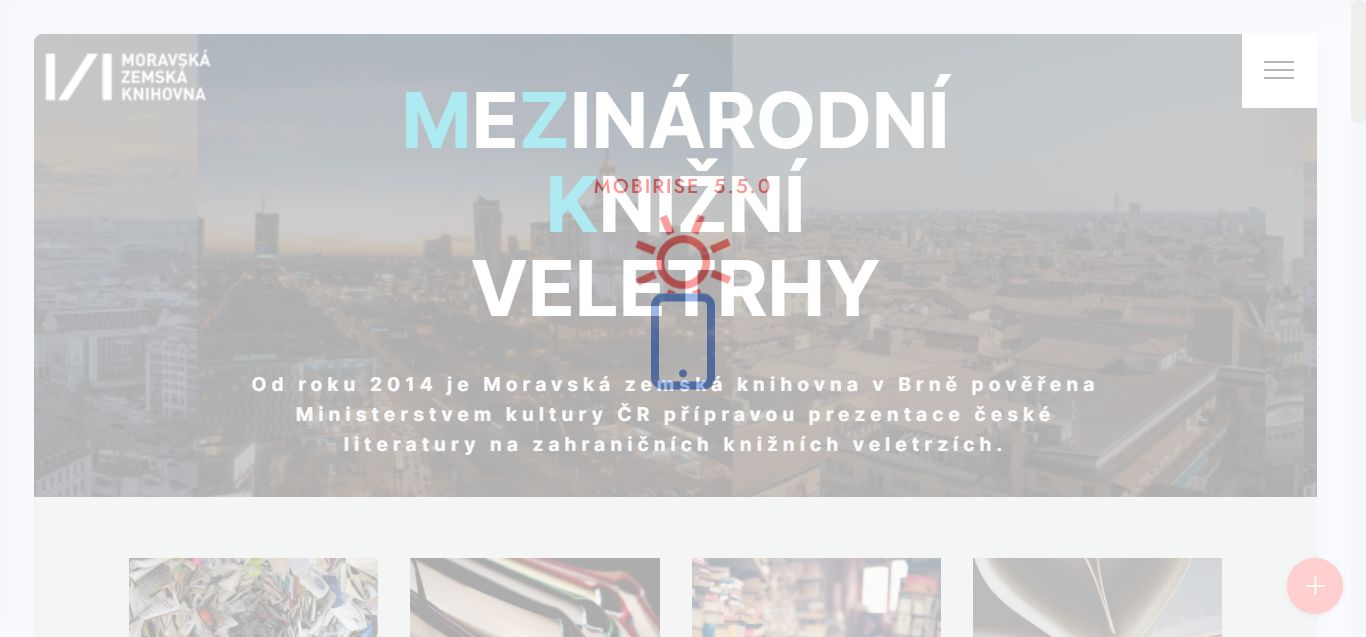 MORAVSKÁ
ZEMSKÁ
KNIHOVNA
MEZINÁRODNÍ
KNIŽNÍ
MOBIRISE 5.5.0
VELETRHY
Od roku 2014 je Moravská zemská knihovna v Brně pověřena
Ministerstvem kultury ČR přípravou prezentace české
literatury na zahraničních knižních veletrzích.